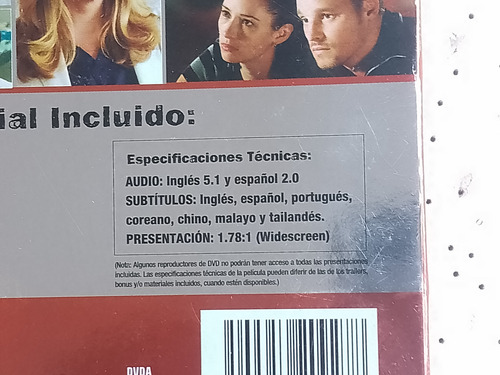 ial Incluido:
Especificaciones Técnicas:
AUDIO: Inglés 5.1 y español 2.0
SUBTÍTULOS: Inglés, español, portugués,
coreano, chino, malayo y tailandés.
PRESENTACIÓN: 1.78:1 (Widescreen)
(Nota: Algunos reproductores de DVD no podrán tener acceso a todas las presentaciones
incluidas. Las especificaciones técnicas de la película pueden diferir de las de los trailers,
bonus y/o materiales incluidos, cuando estén disponibles.)
DVDA